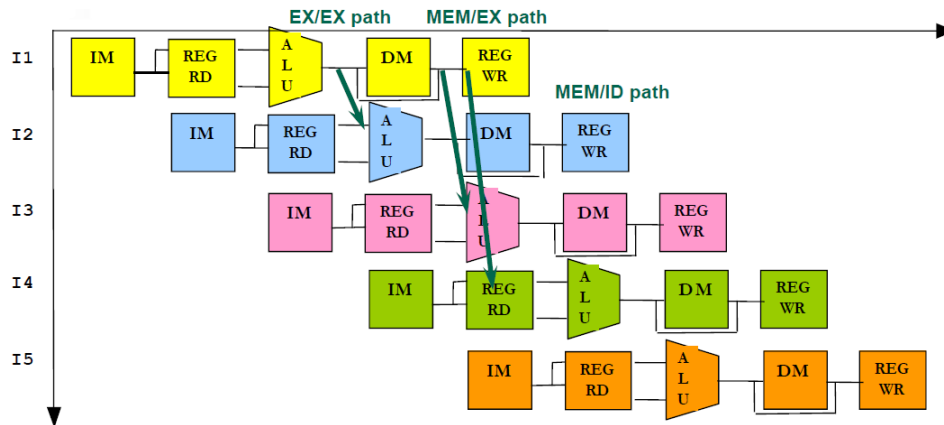 EX/EX path MEM/EX path
I1 IM REG RD A L U DM REG WR
MEM/ID path
I2 IM REG RD A L U DM REG WR
I3 IM REG RD A L U DM REG WR
I4 IM REG RD A L U DM REG WR
I5 IM REG RD A L U DM REG WR